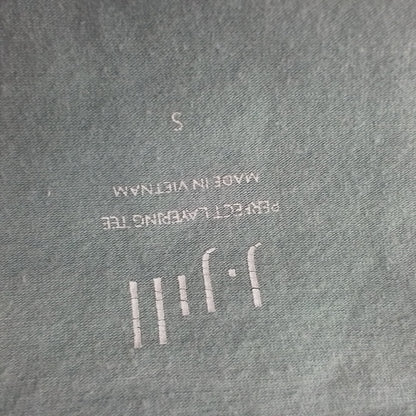 J.Jill
PERFECT LAYERING TEE
MADE IN VIETNAM
S